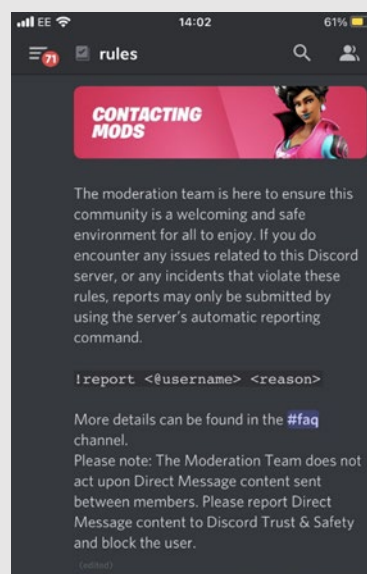 EE 14:02 61%
71 rules
CONTACTING
MODS
The moderation team is here to ensure this
community is a welcoming and safe
environment for all to enjoy. If you do
encounter any issues related to this Discord
server, or any incidents that violate these
rules, reports may only be submitted by
using the server's automatic reporting
command.
!report <@username> <reason>
More details can be found in the #faq
channel.
Please note: The Moderation Team does not
act upon Direct Message content sent
between members. Please report Direct
Message content to Discord Trust & Safety
and block the user.
(edited)